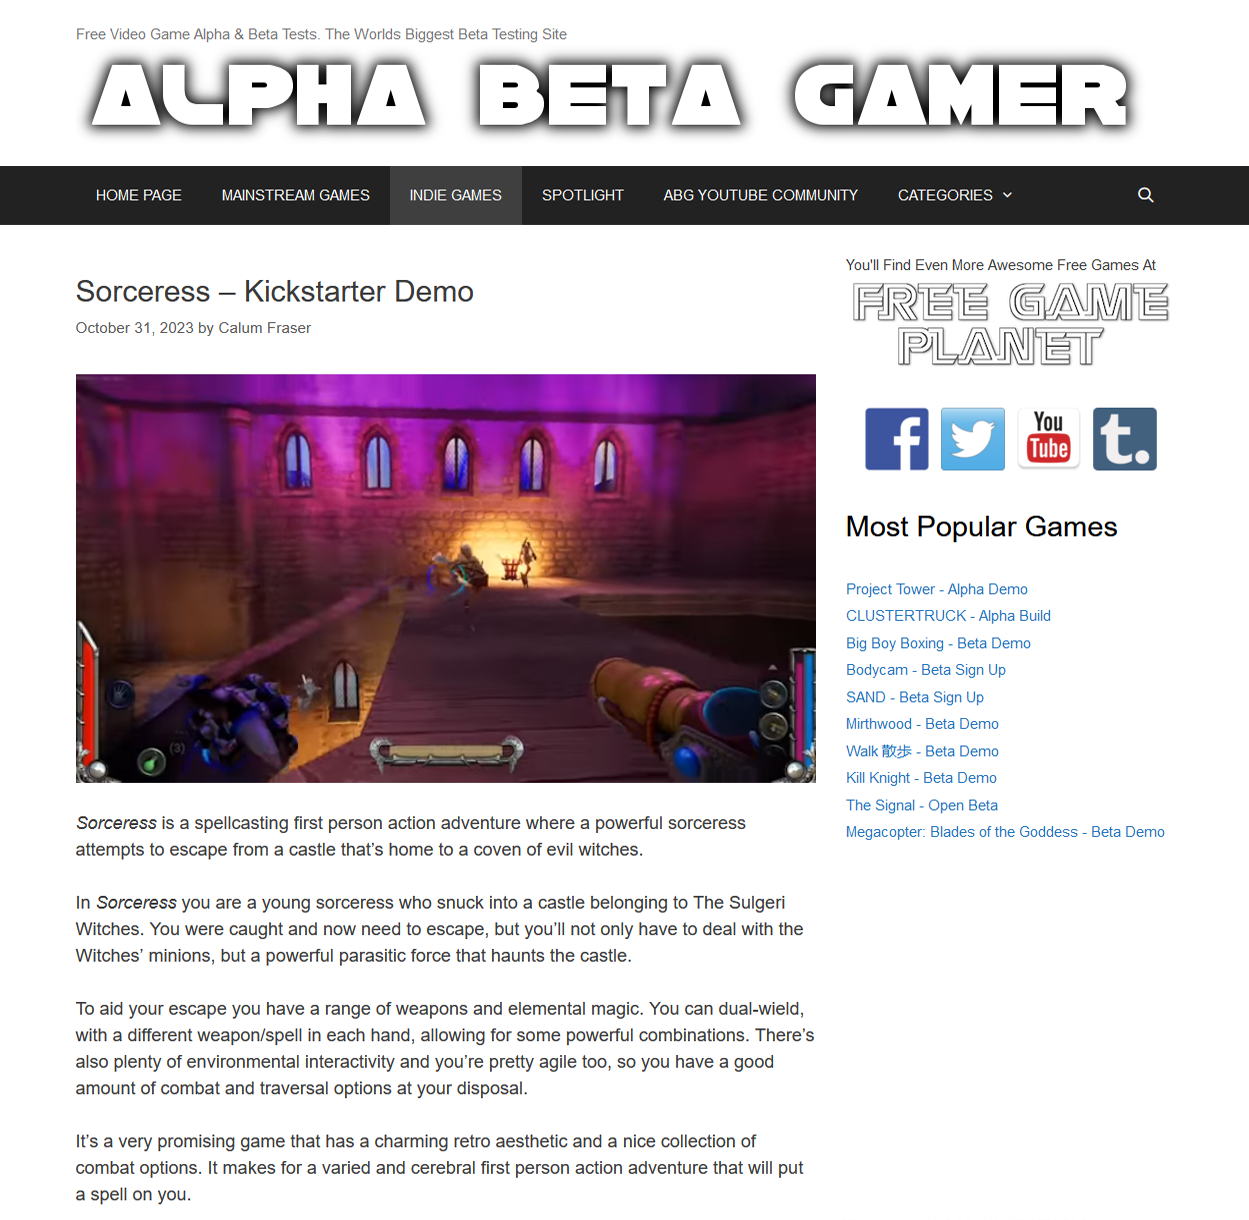 Free Video Game Alpha & Beta Tests. The Worlds Biggest Beta Testing Site
ALPHA BETA GAMER
HOME PAGE
MAINSTREAM GAMES
INDIE GAMES
SPOTLIGHT
ABG YOUTUBE COMMUNITY
CATEGORIES
Sorceress – Kickstarter Demo
October 31, 2023 by Calum Fraser
(3)
Sorceress is a spellcasting first person action adventure where a powerful sorceress
attempts to escape from a castle that’s home to a coven of evil witches.
In Sorceress you are a young sorceress who snuck into a castle belonging to The Sulgeri
Witches. You were caught and now need to escape, but you’ll not only have to deal with the
Witches’ minions, but a powerful parasitic force that haunts the castle.
To aid your escape you have a range of weapons and elemental magic. You can dual-wield,
with a different weapon/spell in each hand, allowing for some powerful combinations. There’s
also plenty of environmental interactivity and you’re pretty agile too, so you have a good
amount of combat and traversal options at your disposal.
It’s a very promising game that has a charming retro aesthetic and a nice collection of
combat options. It makes for a varied and cerebral first person action adventure that will put
a spell on you.
You'll Find Even More Awesome Free Games At
FREE GAME
PLANET
f
You
Tube
t.
Most Popular Games
Project Tower - Alpha Demo
CLUSTERTRUCK - Alpha Build
Big Boy Boxing - Beta Demo
Bodycam - Beta Sign Up
SAND - Beta Sign Up
Mirthwood - Beta Demo
Walk 散歩 - Beta Demo
Kill Knight - Beta Demo
The Signal - Open Beta
Megacopter: Blades of the Goddess - Beta Demo